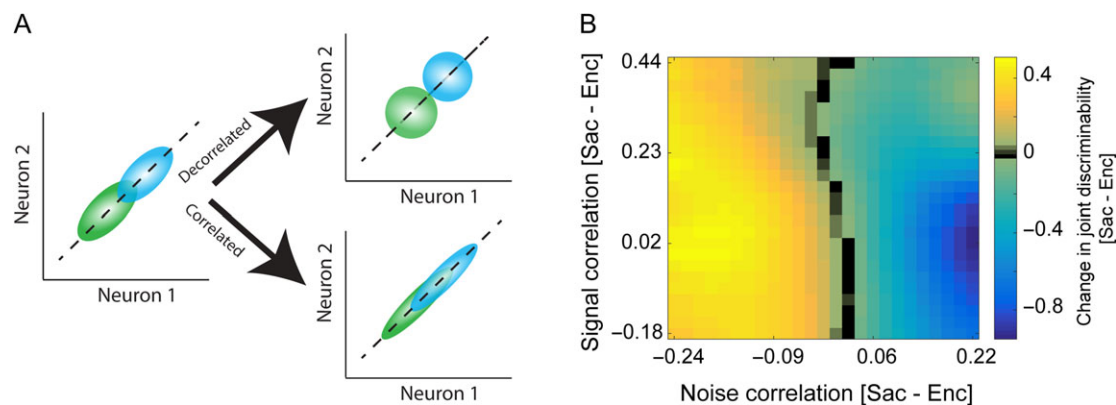 A
Neuron 2
Neuron 1
Decorrelated
Correlated
Neuron 2
Neuron 1
Neuron 2
Neuron 1
B
Signal correlation [Sac - Enc]
0.44
0.23
0.02
−0.18
−0.24
−0.09
0.06
0.22
Noise correlation [Sac - Enc]
0.4
0
−0.4
−0.8
Change in joint discriminability
[Sac - Enc]